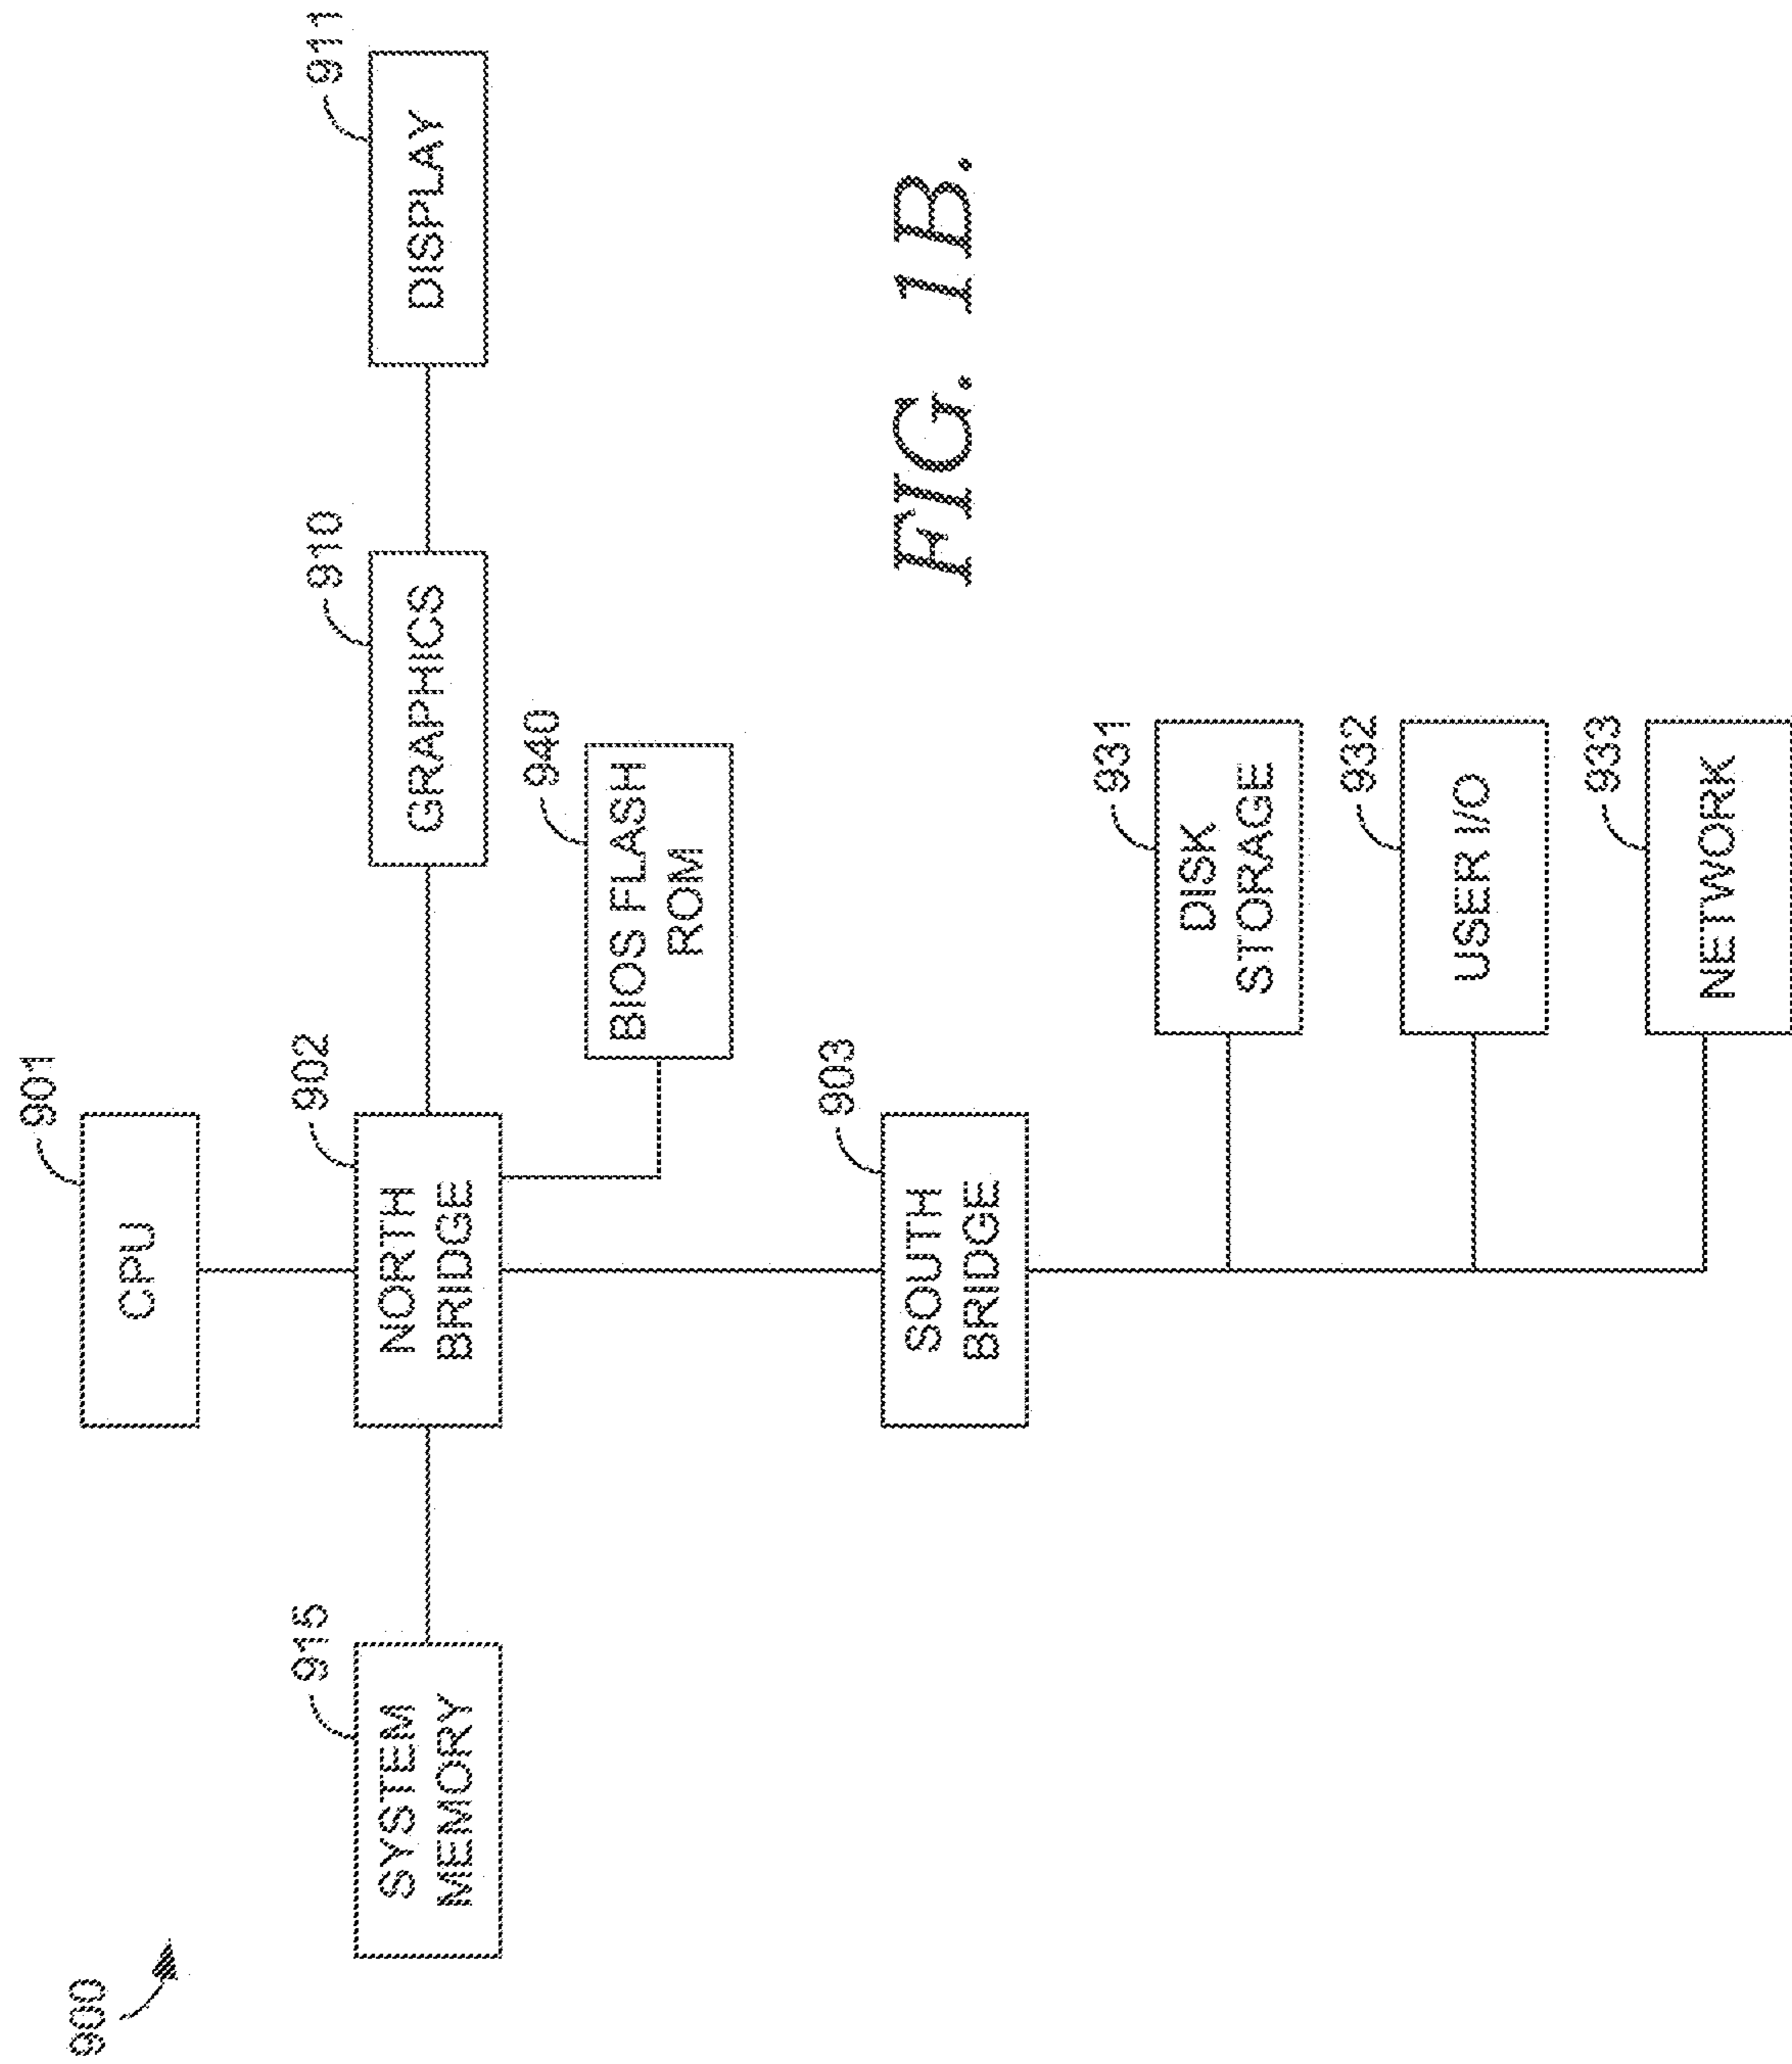 900
901
CPU
915
SYSTEM
MEMORY
902
NORTH
BRIDGE
910
GRAPHICS
911
DISPLAY
940
BIOS FLASH
ROM
903
SOUTH
BRIDGE
931
DISK
STORAGE
932
USER I/O
933
NETWORK
FIG. 1B.